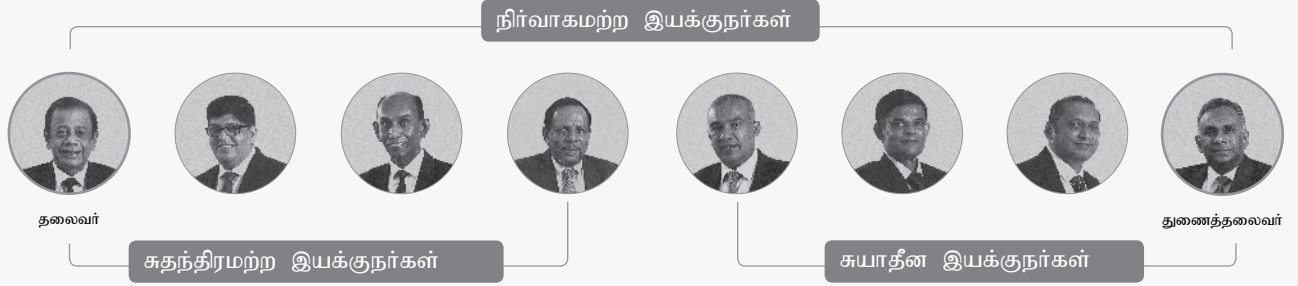 நிர்வாகமற்ற இயக்குநர்கள்
தலைவர்
துணைத்தலைவர்
சுதந்திரமற்ற இயக்குநர்கள்
சுயாதீன இயக்குநர்கள்